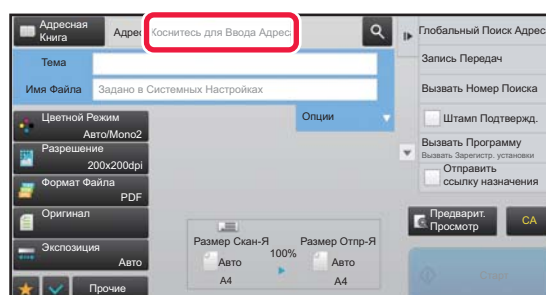 Адресная
Книга
Адрес
Коснитесь для Ввода Адрес
Тема
Имя Файла
Задано в Системных Настройках
Цветной Режим
Авто/Mono2
Разрешение
200x200dpi
Формат Файла
PDF
Оригинал
Экспозиция
Авто
Прочие
Опции
Размер Скан-Я
100%
Размер Отпр-Я
Авто
Авто
A4
A4
Глобальный Поиск Адрес
Запись Передач
Вызвать Номер Поиска
Штамп Подтвержд.
Вызвать Программу
Вызвать Зарегистр. установки
Отправить
ссылку назначения
Предварит.
Просмотр
CA
Старт